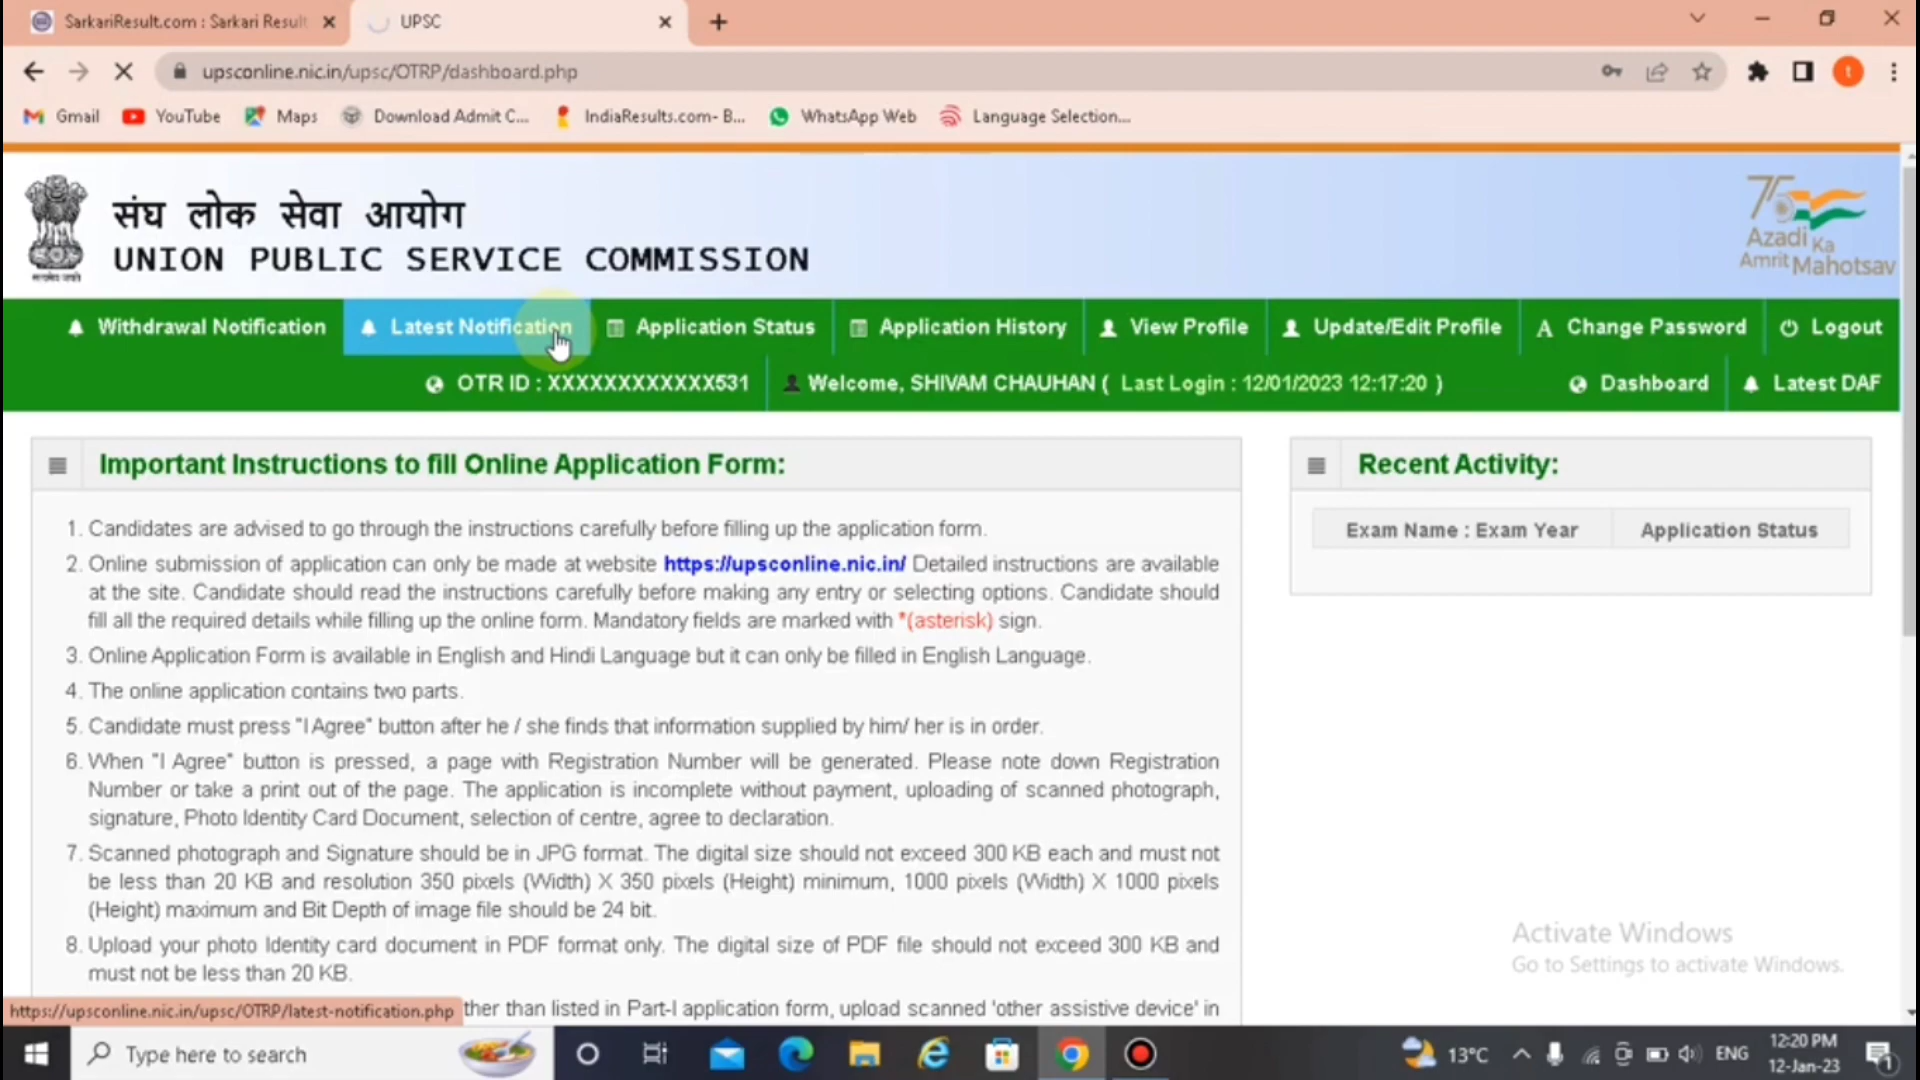 SarkariResult.com : Sarkari Result
UPSC
upsconline.nic.in/upsc/OTRP/dashboard.php
Gmail YouTube Maps Download Admit C... IndiaResults.com- B... WhatsApp Web Language Selection...
संघ लोक सेवा आयोग
UNION PUBLIC SERVICE COMMISSION
75
Azadi Ka
Amrit Mahotsav
Withdrawal Notification Latest Notification Application Status Application History View Profile Update/Edit Profile A Change Password Logout
OTR ID : XXXXXXXXXXXXX531 Welcome, SHIVAM CHAUHAN ( Last Login : 12/01/2023 12:17:20 ) Dashboard Latest DAF
Important Instructions to fill Online Application Form:
1. Candidates are advised to go through the instructions carefully before filling up the application form.
2. Online submission of application can only be made at website https://upsconline.nic.in/ Detailed instructions are available
at the site. Candidate should read the instructions carefully before making any entry or selecting options. Candidate should
fill all the required details while filling up the online form. Mandatory fields are marked with *(asterisk) sign.
3. Online Application Form is available in English and Hindi Language but it can only be filled in English Language.
4. The online application contains two parts.
5. Candidate must press "I Agree" button after he / she finds that information supplied by him/ her is in order.
6. When "I Agree" button is pressed, a page with Registration Number will be generated. Please note down Registration
Number or take a print out of the page. The application is incomplete without payment, uploading of scanned photograph,
signature, Photo Identity Card Document, selection of centre, agree to declaration.
7. Scanned photograph and Signature should be in JPG format. The digital size should not exceed 300 KB each and must not
be less than 20 KB and resolution 350 pixels (Width) X 350 pixels (Height) minimum, 1000 pixels (Width) X 1000 pixels
(Height) maximum and Bit Depth of image file should be 24 bit.
8. Upload your photo Identity card document in PDF format only. The digital size of PDF file should not exceed 300 KB and
must not be less than 20 KB.
ther than listed in Part-I application form, upload scanned 'other assistive device' in
Recent Activity:
Exam Name : Exam Year Application Status
Activate Windows
Go to Settings to activate Windows.
https://upsconline.nic.in/upsc/OTRP/latest-notification.php
Type here to search
13°C ENG
12:20 PM
12-Jan-23
1